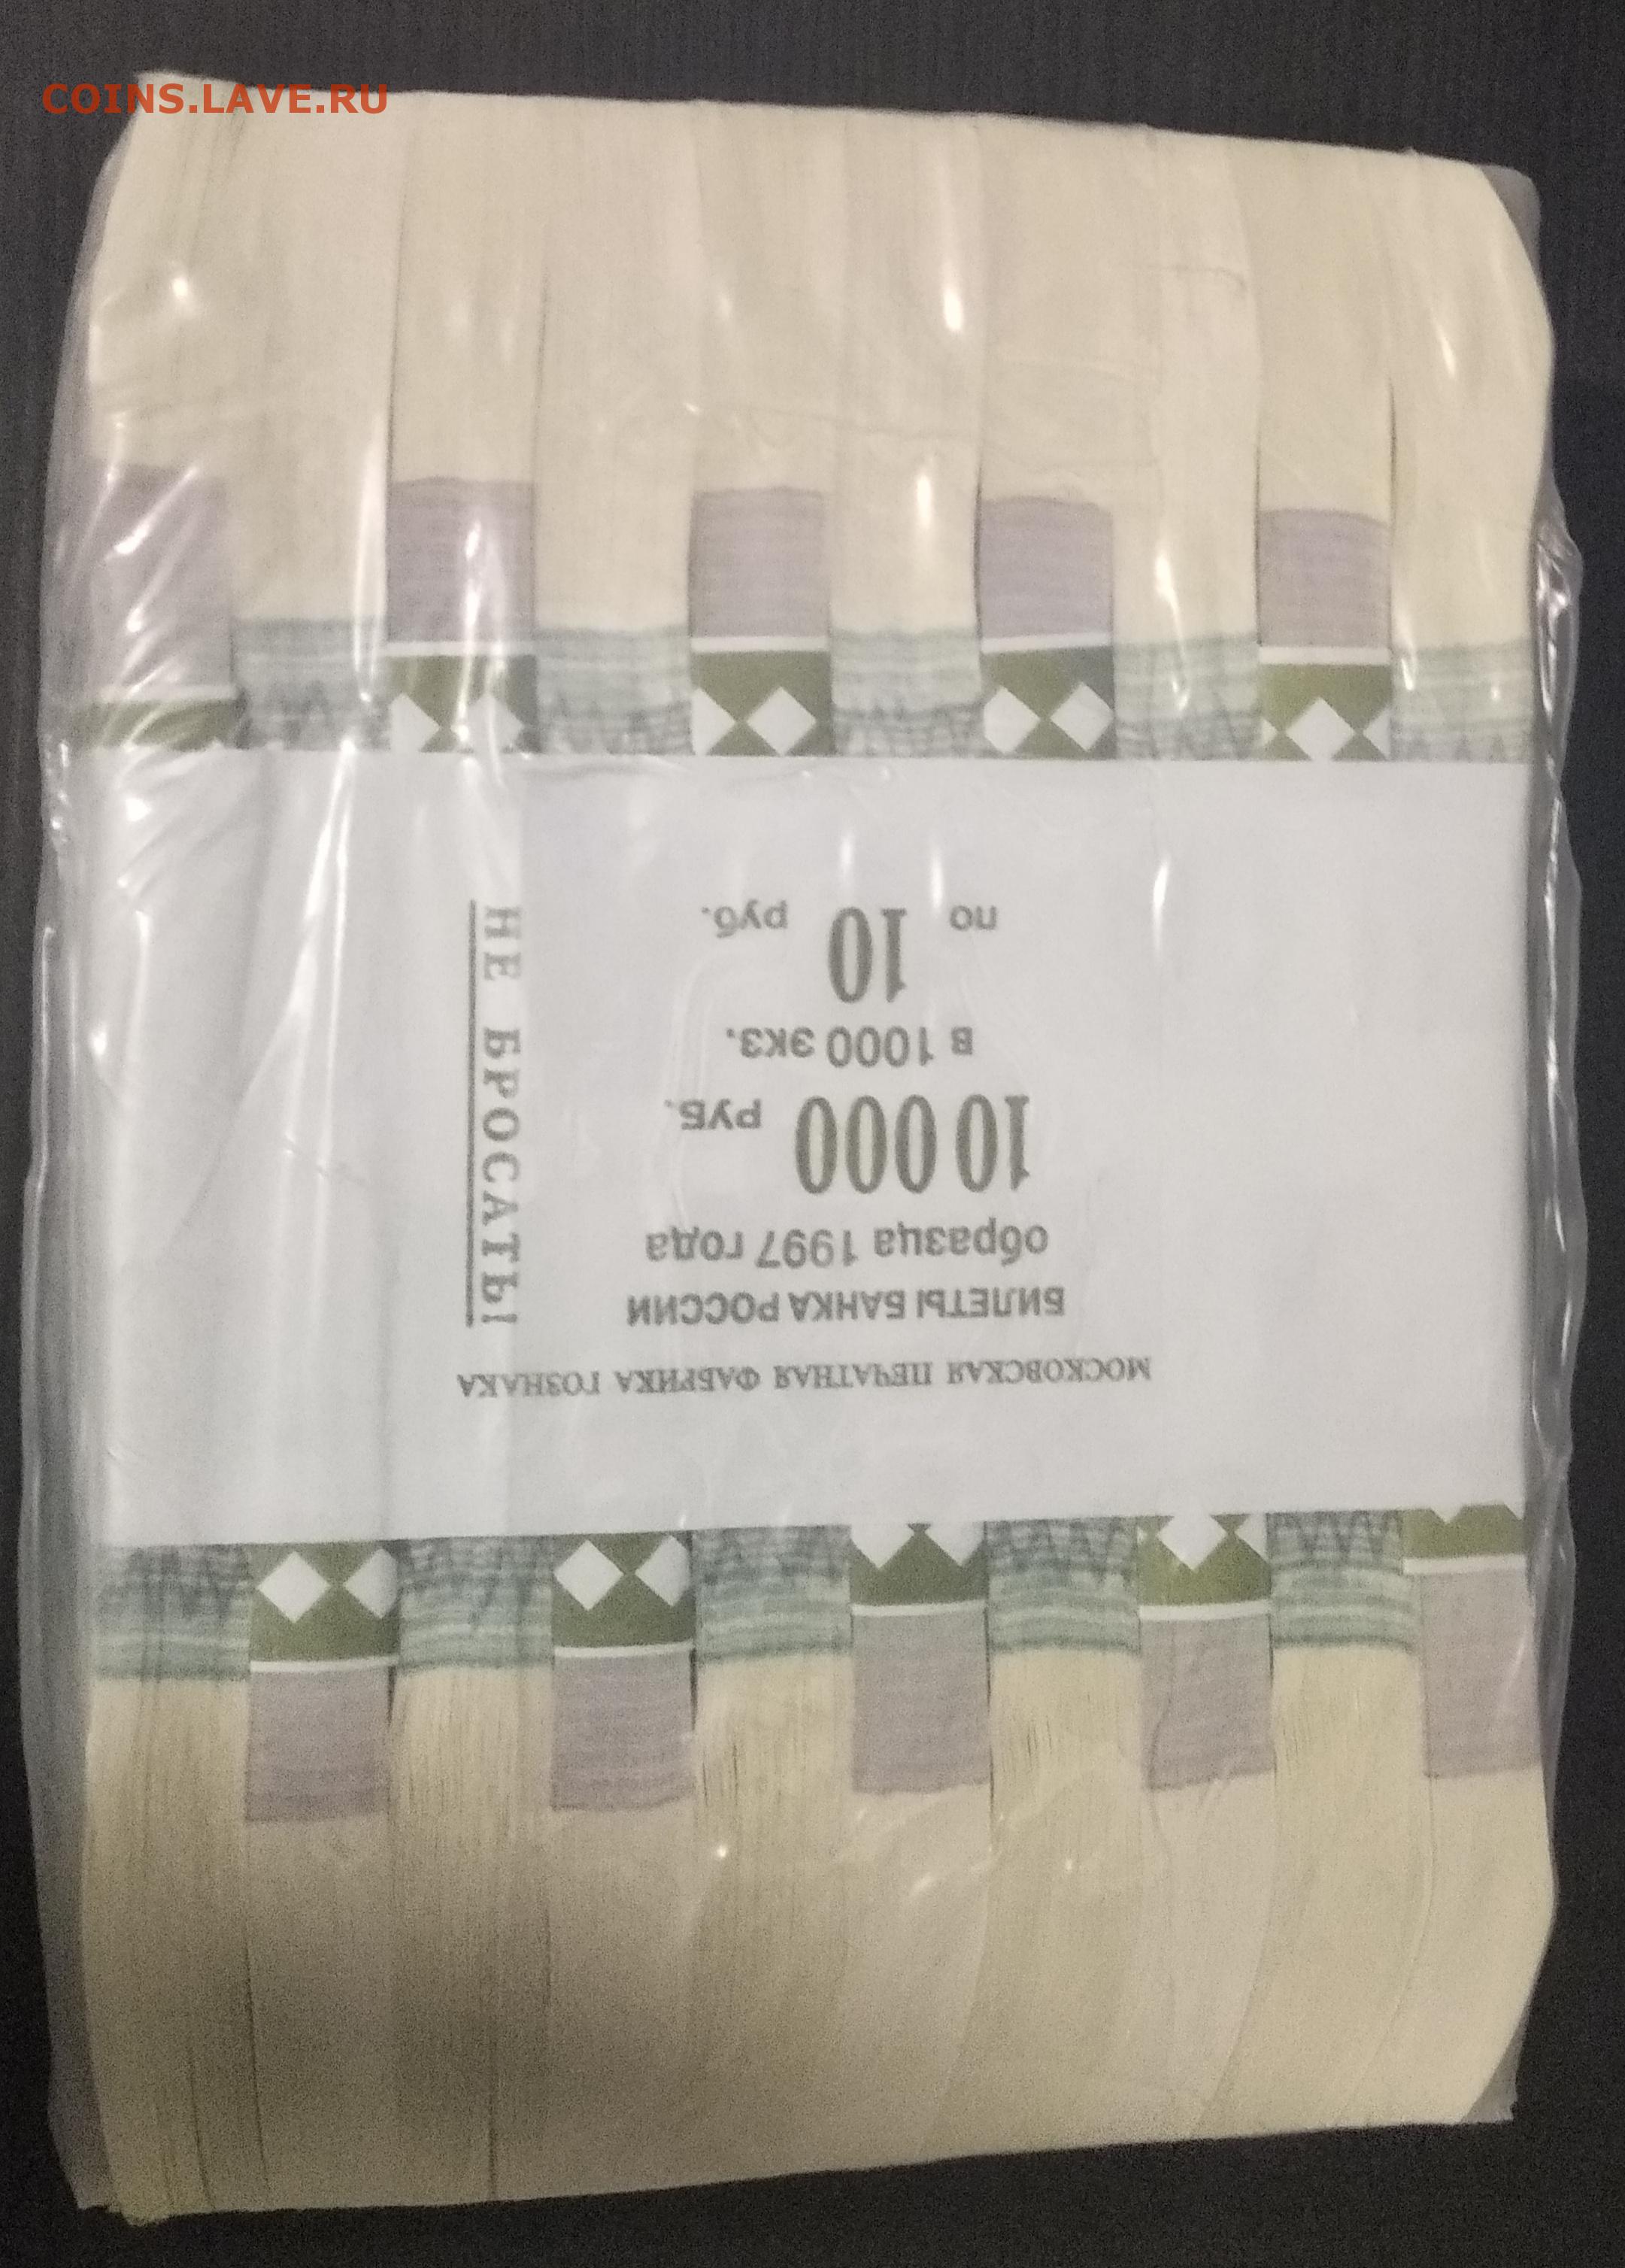 COINS.LAVE.RU
МОСКОВСКАЯ ПЕЧАТНАЯ ФАБРИКА ГОЗНАКА
БИЛЕТЫ БАНКА РОССИИ
образца 1997 года
10 000 РУБ.
в 1000 экз.
по 10 руб.
НЕ БРОСАТЬ!